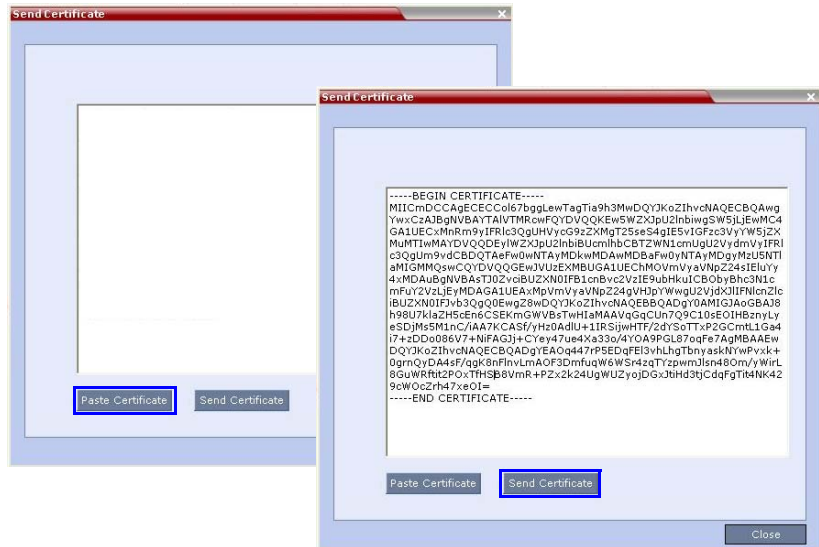 Send Certificate
Paste Certificate
Send Certificate
Send Certificate
-----BEGIN CERTIFICATE-----
MIICmDCCAgECECCol67bggLewTagTia9h3MwDQYJKoZIhvcNAQECBQAwg
YwxCzAJBgNVBAYTAlVTMRcwFQYDVQQKEw5WZXJpU2lnbiwgSW5jLjEwMC4
GA1UECxMnRm9yIFRlc3QgUHVycG9zZXMgT25seS4gIE5vIGFzc3VyYW5jZX
MuMTIwMAYDVQQDEylWZXJpU2lnbiBUcmlhbCBTZWN1cmUgU2VydmVyIFRl
c3QgUm9vdCBDQTAeFw0wNTAyMDkwMDAwMDBaFw0yNTAyMDgyMzU5NTl
aMIGMMQswCQYDVQQGEwJVUzEXMBUGA1UEChMOVmVyaVNpZ24sIEluYy
4xMDAuBgNVBAsTJ0ZvciBUZXN0IFB1cnBvc2VzIE9ubHkuICBObyBhc3N1c
mFuY2VzLjEyMDAGA1UEAxMpVmVyaVNpZ24gVHJpYWwgU2VjdXJlIFNlcnZlc
iBUZXN0IFJvb3QgQ0EwgZ8wDQYJKoZIhvcNAQEBBQADgY0AMIGJAoGBAJ8
h98U7klaZH5cEn6CSEKmGWVBsTwHIaMAAVqGqCUn7Q9C10sEOIHBznyLy
eSDjMs5M1nC/iAA7KCASf/yHz0AdlU+1IRSijwHTF/2dYSoTTxP2GCmtL1Ga4
i7+zDDo086V7+NiFAGJj+CYey47ue4Xa33o/4YOA9PGL87oqFe7AgMBAAEw
DQYJKoZIhvcNAQECBQADgYEAOq447rP5EDqFEl3vhLhgTbnyaskNYwPvxk+
0grnQyDA4sF/qgK8nFlnvLmAOF3DmfuqW6WSr4zqTYzpwmJlsn48Om/yWirL
8GuWRftit2POxTfHSB8VmR+PZx2k24UgWUZyojDGxJtiHd3tjCdqFgTit4NK42
9cWOcZrh47xeOI=
-----END CERTIFICATE-----
Paste Certificate
Send Certificate
Close